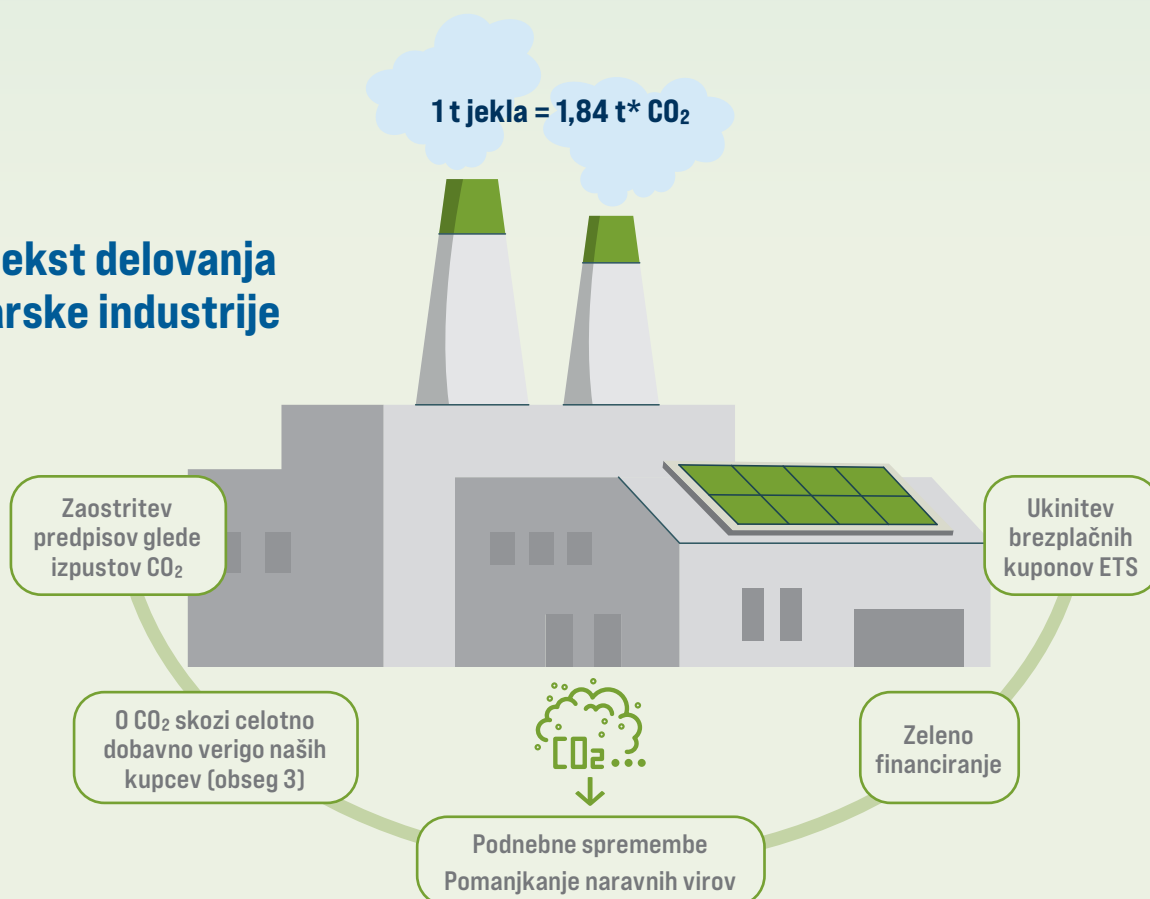 1 t jekla = 1,84 t* CO₂
ekst delovanja
arske industrije
Zaostritev
predpisov glede
izpustov CO₂
Ukinitev
brezplačnih
kuponov ETS
O CO₂ skozi celotno
dobavno verigo naših
kupcev (obseg 3)
CO₂...
Zeleno
financiranje
Podnebne spremembe
Pomanjkanje naravnih virov